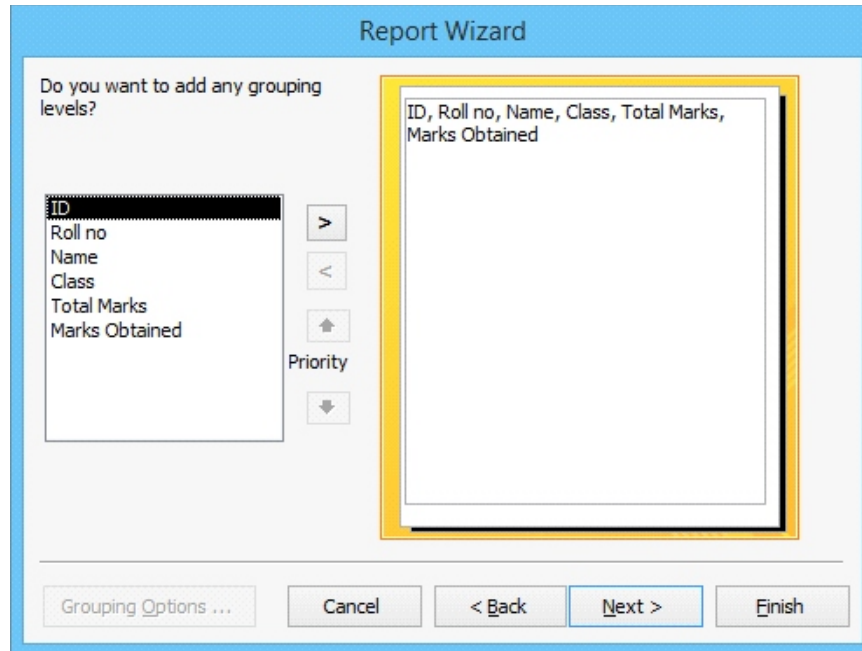 Report Wizard
Do you want to add any grouping
levels?
ID
Roll no
Name
Class
Total Marks
Marks Obtained
>
<
Priority
ID, Roll no, Name, Class, Total Marks,
Marks Obtained
Grouping Options ...
Cancel
< Back
Next >
Finish